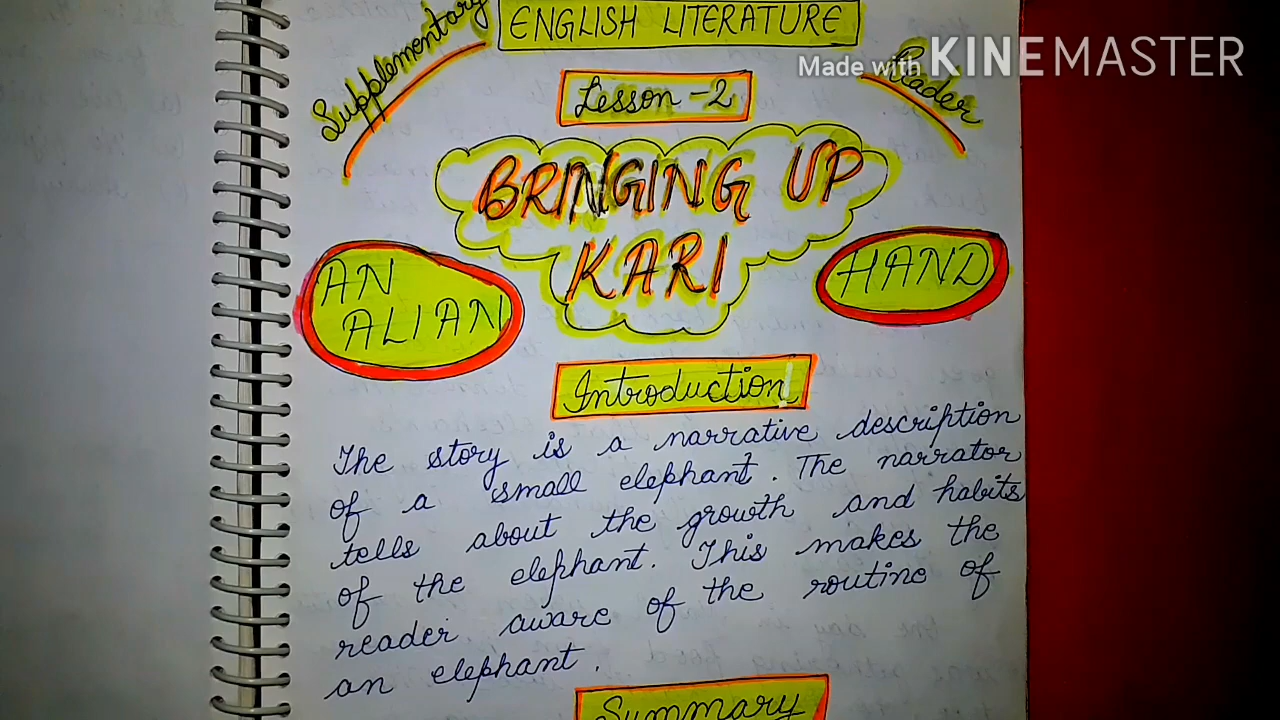 ENGLISH LITERATURE
Supplementary
Reader
Made with KINEMASTER
Lesson -2
BRINGING UP
KARI
AN
ALIAN
HAND
Introduction
The story is a narrative description
of a small elephant. The narrator
tells about the growth and habits
of the elephant. This makes the
reader aware of the routine of
an elephant.
Summary